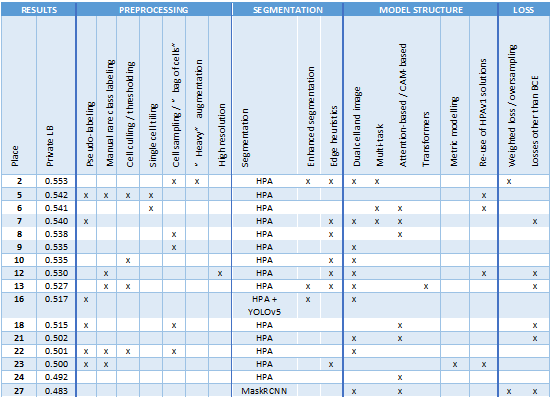 RESULTS PREPROCESSING SEGMENTATION MODEL STRUCTURE LOSS
Place
Private LB
Pseudo-labeling
Manual rare class labeling
Cell culling / thresholding
Single cell tiling
Cell sampling / "bag of cells"
"Heavy" augmentation
High resolution
Segmentation
Enhanced segmentation
Edge heuristics
Dual cell and image
Multi-task
Attention-based / CAM-based
Transformers
Metric modelling
Re-use of HPAv1 solutions
Weighted loss / oversampling
Losses other than BCE
2 0.553 x x HPA x x x x x
5 0.542 x x x x HPA x
6 0.541 x HPA x x x
7 0.540 x HPA x x x x x
8 0.538 x HPA x x x
9 0.535 x HPA x
10 0.535 x HPA x x
12 0.530 x x HPA x x x x
13 0.527 x x HPA x x x x x
16 0.517 x HPA + x x
YOLOv5
18 0.515 x x HPA x x
21 0.502 HPA x x x
22 0.501 x x x x HPA x
23 0.500 x x HPA x x x
24 0.492 HPA x
27 0.483 MaskRCNN x x x x